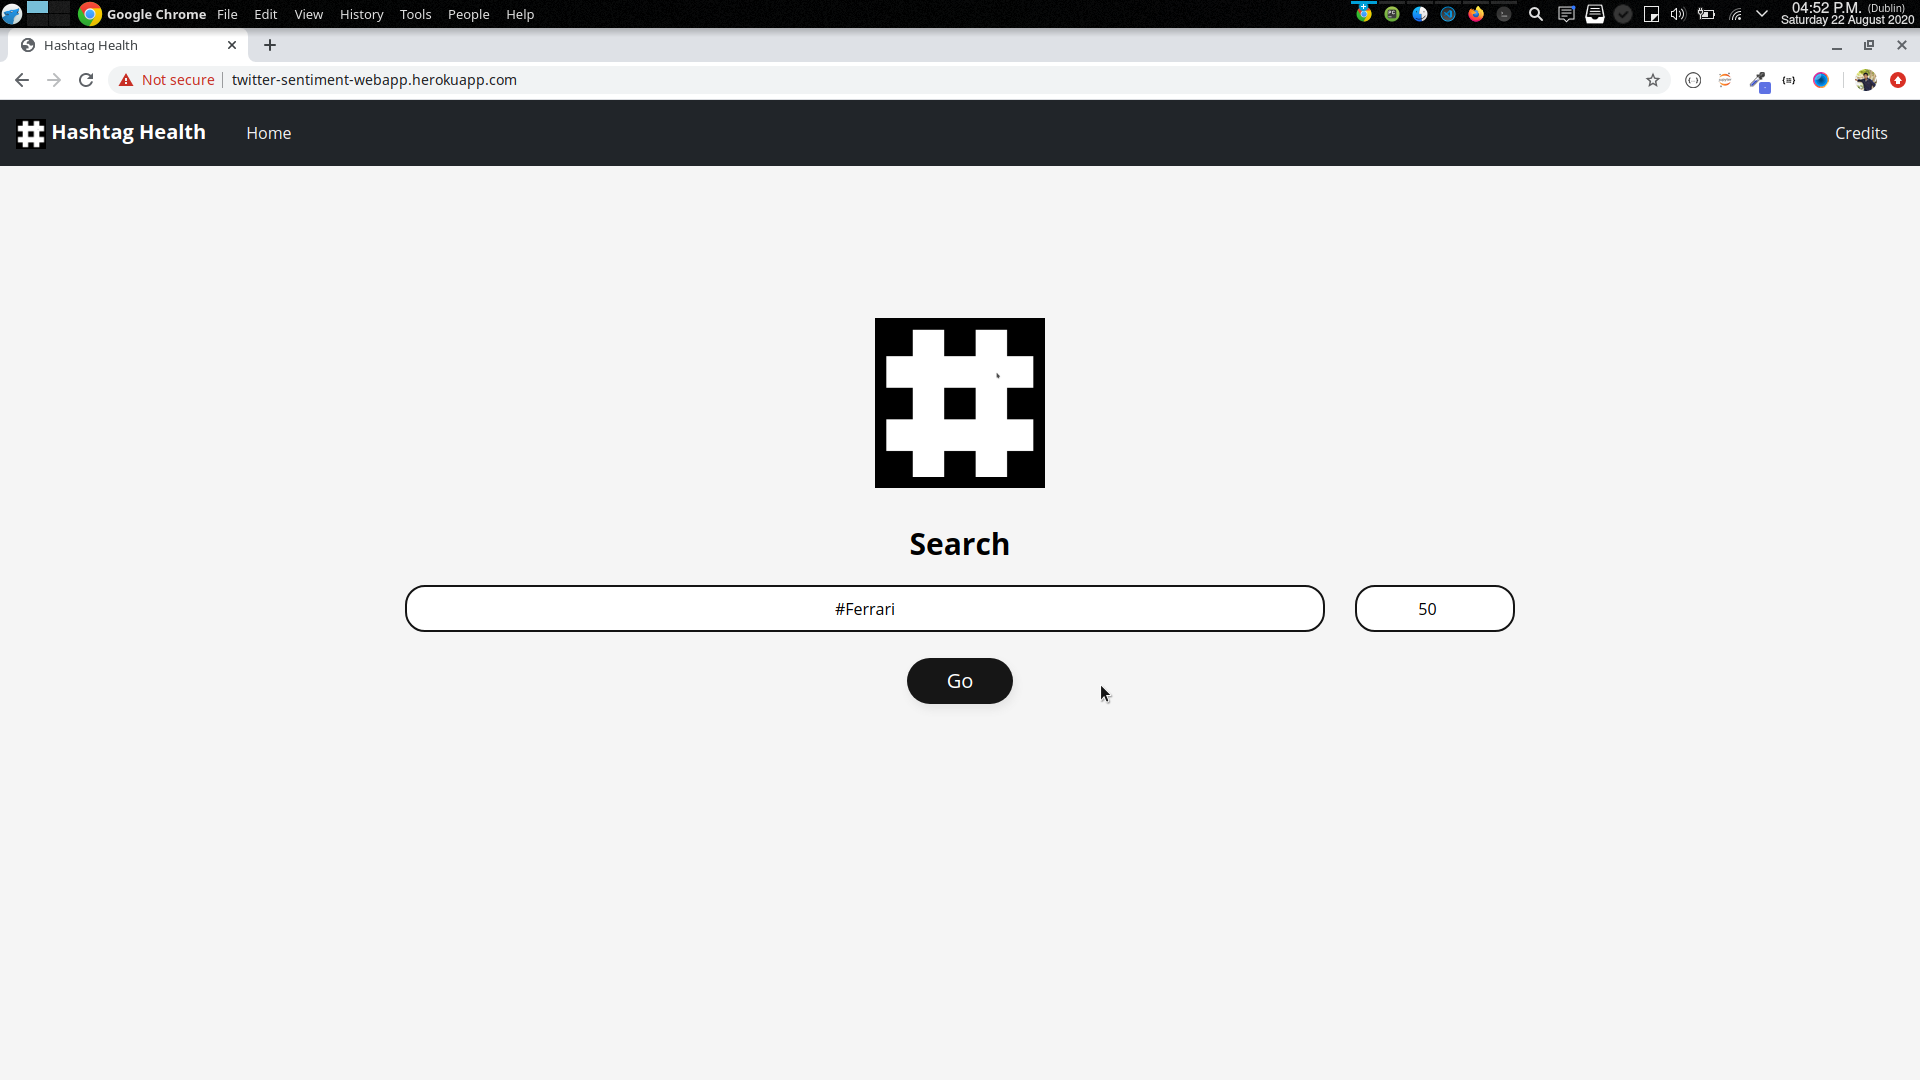 Google Chrome File Edit View History Tools People Help
04:52 P.M. (Dublin)
Saturday 22 August 2020
Hashtag Health
Not secure twitter-sentiment-webapp.herokuapp.com
Hashtag Health Home Credits
Search
#Ferrari 50
Go